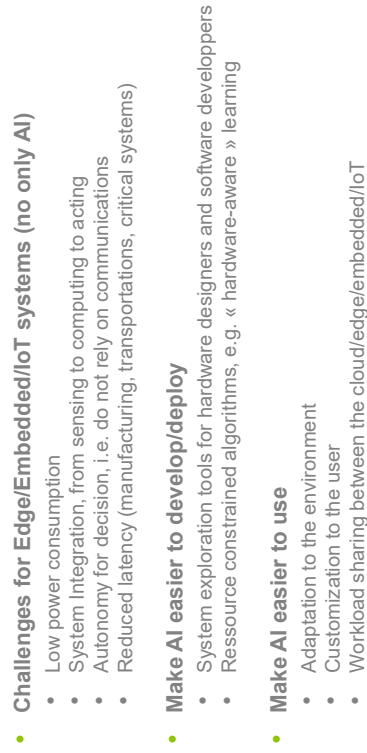 • Challenges for Edge/Embedded/IoT systems (no only AI)
• Low power consumption
• System Integration, from sensing to computing to acting
• Autonomy for decision, i.e. do not rely on communications
• Reduced latency (manufacturing, transportations, critical systems)
• Make AI easier to develop/deploy
• System exploration tools for hardware designers and software developpers
• Ressource constrained algorithms, e.g. « hardware-aware » learning
• Make AI easier to use
• Adaptation to the environment
• Customization to the user
• Workload sharing between the cloud/edge/embedded/IoT